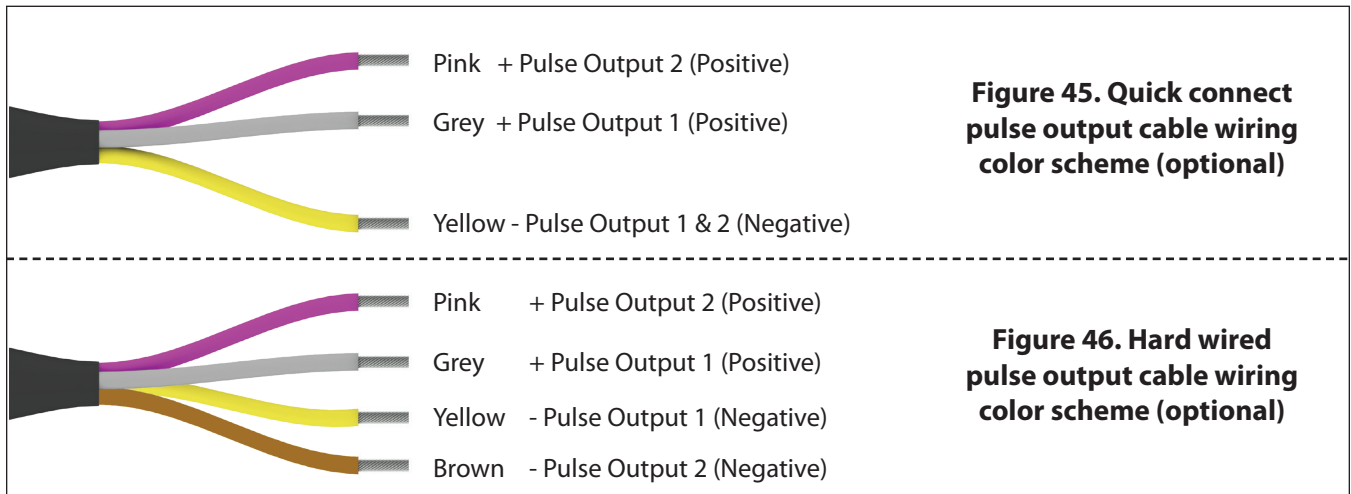 Pink + Pulse Output 2 (Positive)
Grey + Pulse Output 1 (Positive)
Yellow - Pulse Output 1 & 2 (Negative)
Figure 45. Quick connect
pulse output cable wiring
color scheme (optional)
Pink + Pulse Output 2 (Positive)
Grey + Pulse Output 1 (Positive)
Yellow - Pulse Output 1 (Negative)
Brown - Pulse Output 2 (Negative)
Figure 46. Hard wired
pulse output cable wiring
color scheme (optional)